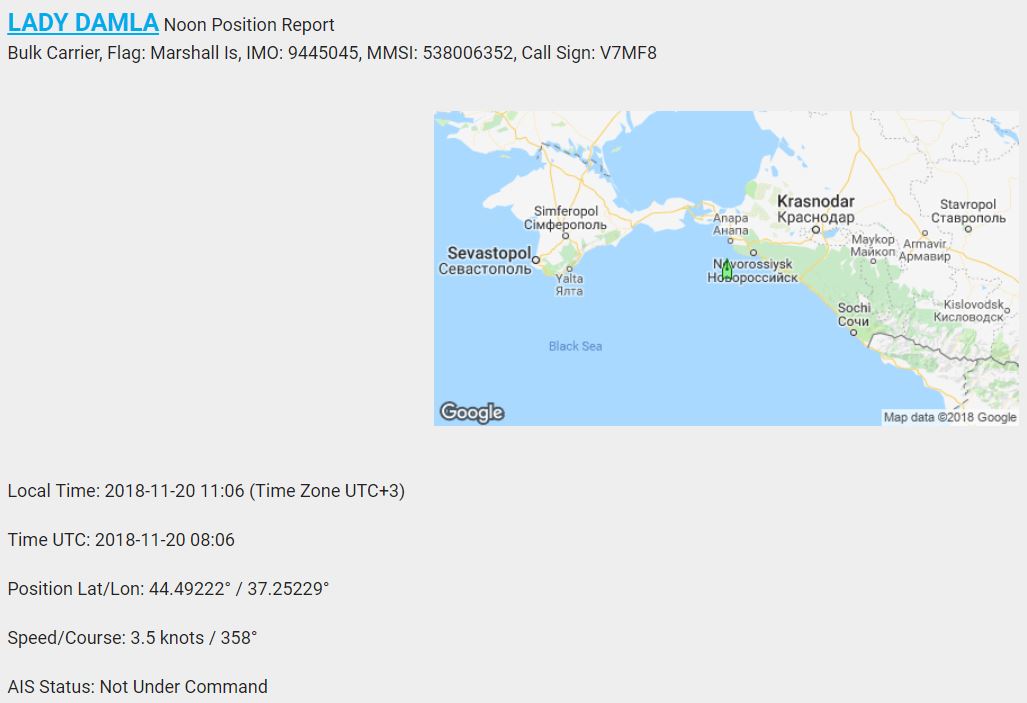 LADY DAMLA Noon Position Report
Bulk Carrier, Flag: Marshall Is, IMO: 9445045, MMSI: 538006352, Call Sign: V7MF8
Krasnodar
Краснодар
Stavropol
Ставрополь
Simferopol
Сімферополь
Anapa
Анапа
Maykop
Майкоп
Armavir
Армавир
Sevastopol
Севастополь
Novorossiysk
Новороссийск
Yalta
Ялта
Sochi
Сочи
Kislovodsk
Кисловодск
Black Sea
Google
Map data ©2018 Google
Local Time: 2018-11-20 11:06 (Time Zone UTC+3)
Time UTC: 2018-11-20 08:06
Position Lat/Lon: 44.49222° / 37.25229°
Speed/Course: 3.5 knots / 358°
AIS Status: Not Under Command